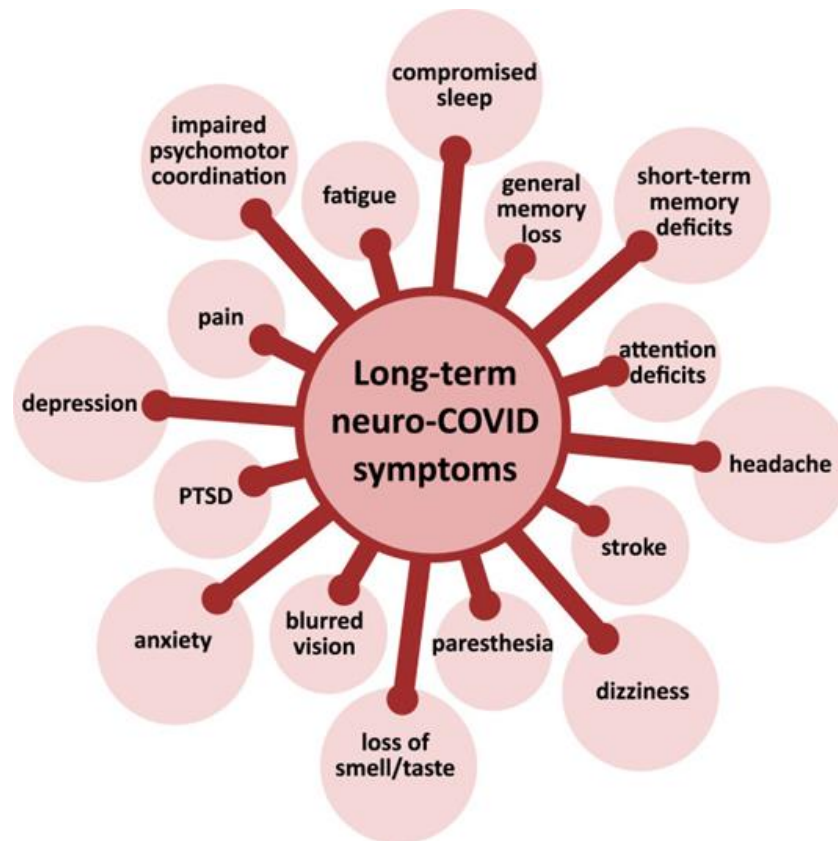 compromised
sleep
impaired
psychomotor
coordination
fatigue
general
memory
loss
short-term
memory
deficits
pain
attention
deficits
Long-term
neuro-COVID
symptoms
depression
headache
PTSD
stroke
anxiety
blurred
vision
paresthesia
dizziness
loss of
smell/taste